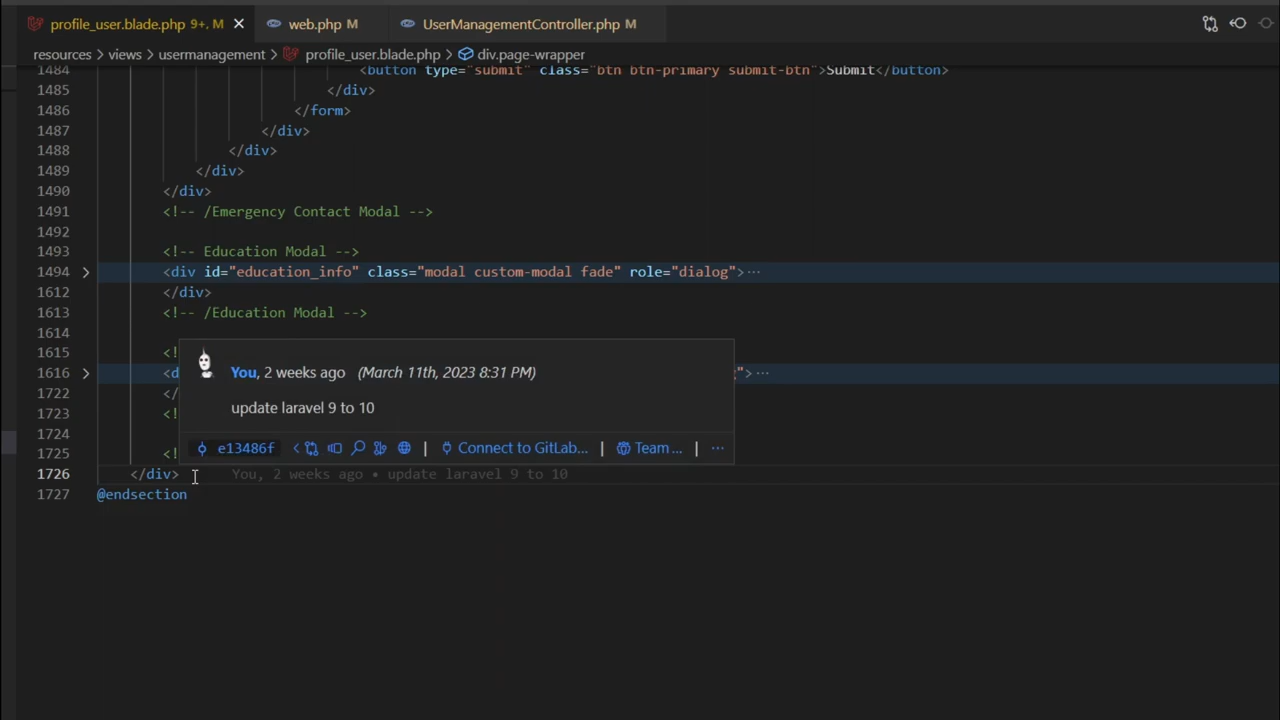 profile_user.blade.php 9+, M
web.php M
UserManagementController.php M
resources > views > usermanagement > profile_user.blade.php > div.page-wrapper
1484 <button type="submit" class="btn btn-primary submit-btn">Submit</button>
1485 </div>
1486 </form>
1487 </div>
1488 </div>
1489 </div>
1490 </div>
1491 <!-- /Emergency Contact Modal -->
1492
1493 <!-- Education Modal -->
1494 <div id="education_info" class="modal custom-modal fade" role="dialog">···
1612 </div>
1613 <!-- /Education Modal -->
1614
1615 <!
1616 <d ">···
You, 2 weeks ago (March 11th, 2023 8:31 PM)
1722 </
update laravel 9 to 10
1723 <!
1724
e13486f | Connect to GitLab... | Team... | ···
1725 <!
1726 </div> You, 2 weeks ago • update laravel 9 to 10
1727 @endsection